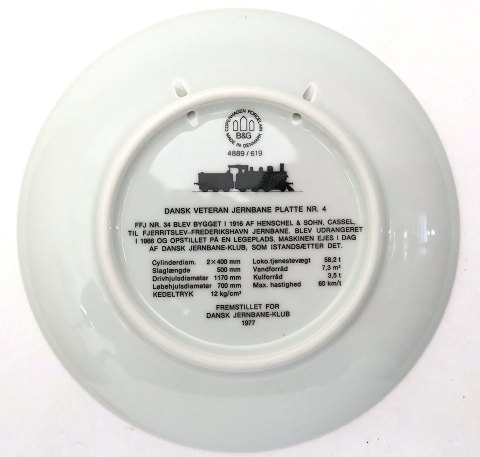 COPENHAGEN PORCELAIN
B&G
MADE IN DENMARK
4889/619
DANSK VETERAN JERNBANE PLATTE NR. 4
FFJ NR. 34 BLEV BYGGET I 1916 AF HENSCHEL & SOHN, CASSEL,
TIL FJERRITSLEV-FREDERIKSHAVN JERNBANE. BLEV UDRANGERET
I 1966 OG OPSTILLET PÅ EN LEGEPLADS. MASKINEN EJES I DAG
AF DANSK JERNBANE-KLUB, SOM ISTANDSÆTTER DET.
Cylinderdiam. 2×400 mm Loko.tjenestevægt 58,2 t
Slaglængde 500 mm Vandforråd 7,3 m³
Drivhjulsdiameter 1170 mm Kulforråd 3,5 t
Løbehjulsdiameter 700 mm Max. hastighed 60 km/t
KEDELTRYK 12 kg/cm²
FREMSTILLET FOR
DANSK JERNBANE-KLUB
1977